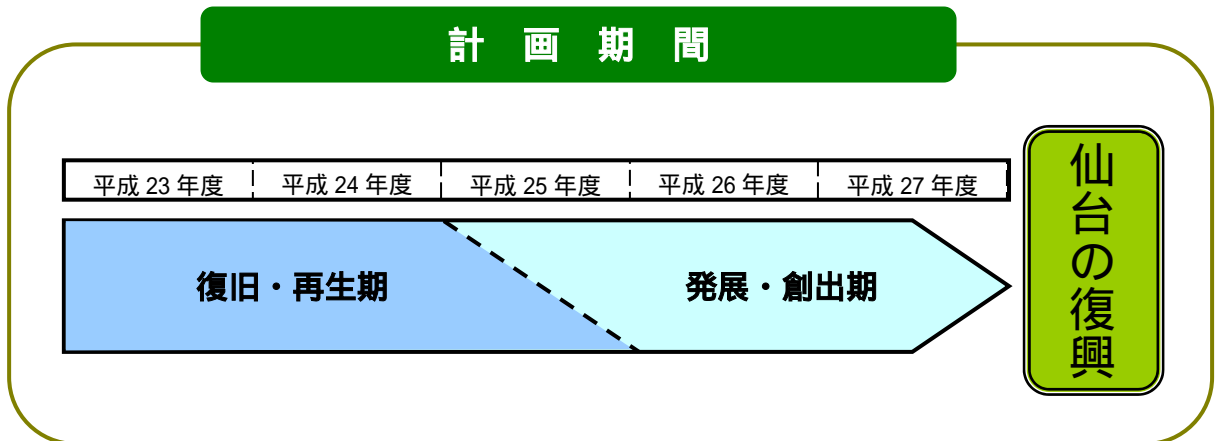 計画期間
平成 23 年度 平成 24 年度 平成 25 年度 平成 26 年度 平成 27 年度
復旧・再生期 発展・創出期
仙台の復興